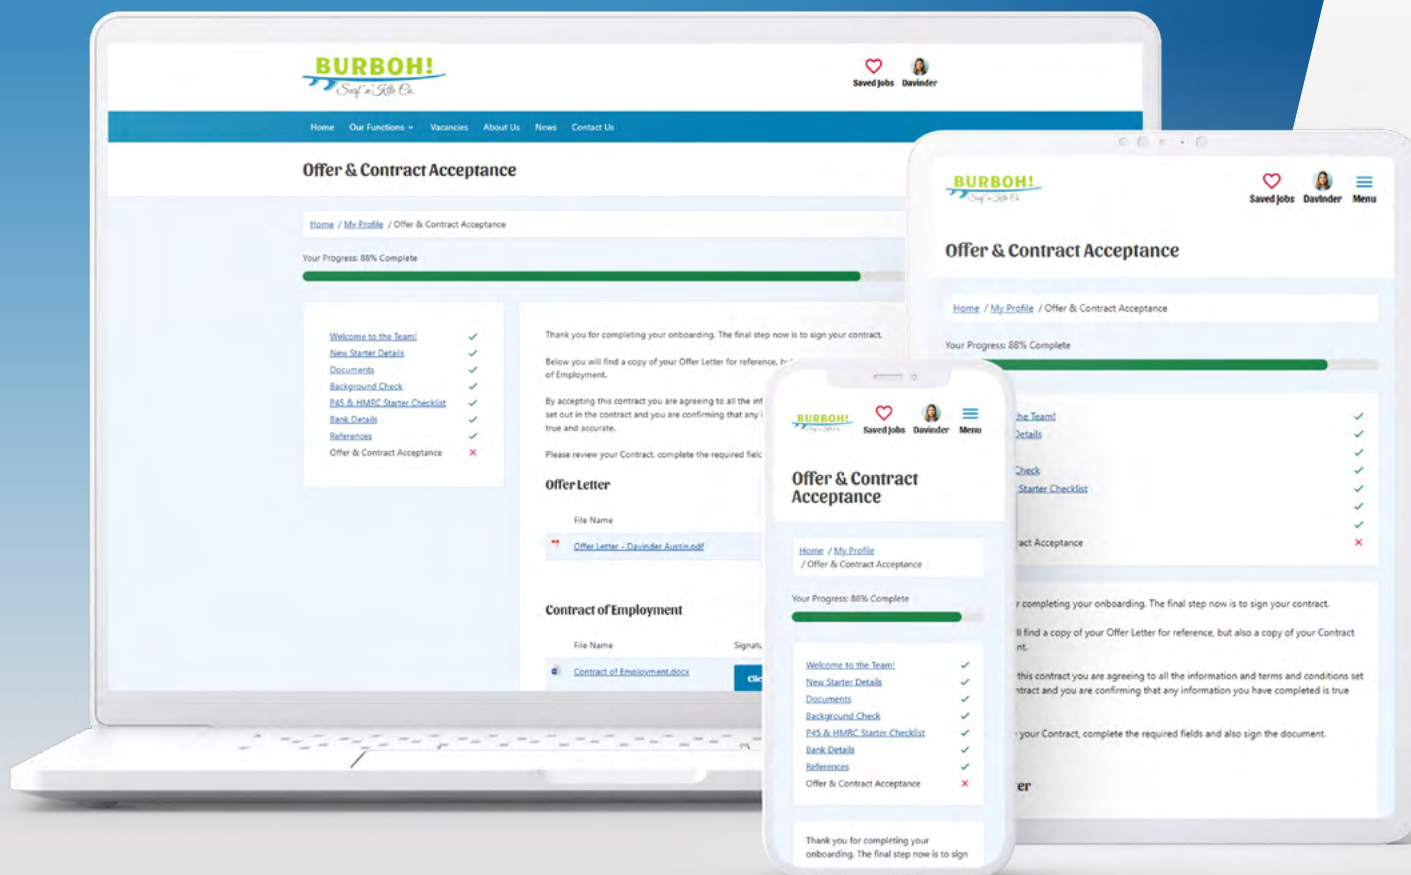 BURBOH!
Surf 'n' Kite Co.
Saved Jobs Davinder
Home Our Functions Vacancies About Us News Contact Us
Offer & Contract Acceptance
Home / My Profile / Offer & Contract Acceptance
Your Progress: 88% Complete
Welcome to the Team!
New Starter Details
Documents
Background Check
P45 & HMRC Starter Checklist
Bank Details
References
Offer & Contract Acceptance
Thank you for completing your onboarding. The final step now is to sign your contract.
Below you will find a copy of your Offer Letter for reference,
of Employment.
By accepting this contract you are agreeing to all the
set out in the contract and you are confirming that any
true and accurate.
Please review your Contract, complete the required
Offer Letter
File Name
Offer Letter - Davinder Austin.pdf
Contract of Employment
File Name
Contract of Employment.docx
BURBOH!
Surf 'n' Kite Co.
Saved Jobs Davinder Menu
Offer & Contract Acceptance
Home / My Profile / Offer & Contract Acceptance
Your Progress: 88% Complete
the Team!
Details
Check
Starter Checklist
Acceptance
completing your onboarding. The final step now is to sign your contract.
find a copy of your Offer Letter for reference, but also a copy of your Contract
this contract you are agreeing to all the information and terms and conditions set
and you are confirming that any information you have completed is true
your Contract, complete the required fields and also sign the document.
BURBOH!
Saved Jobs Davinder Menu
Offer & Contract
Acceptance
Home / My Profile
/ Offer & Contract Acceptance
Your Progress: 88% Complete
Welcome to the Team!
New Starter Details
Documents
Background Check
P45 & HMRC Starter Checklist
Bank Details
References
Offer & Contract Acceptance
Thank you for completing your
onboarding. The final step now is to sign